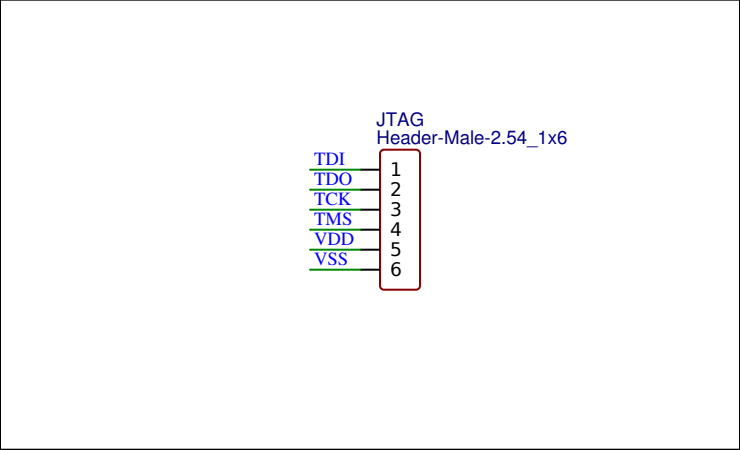 JTAG
Header-Male-2.54_1x6
TDI 1
TDO 2
TCK 3
TMS 4
VDD 5
VSS 6